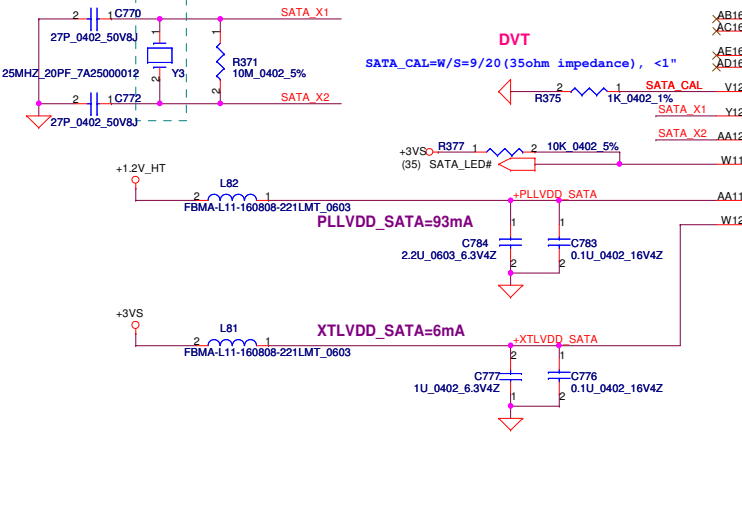 2 1 C770
27P_0402_50V8J
SATA_X1
1
1
25MHZ_20PF_7A25000012
Y3
R371
10M_0402_5%
2
2
2 1 C772
27P_0402_50V8J
SATA_X2
DVT
SATA_CAL=W/S=9/20(35ohm impedance), <1"
AB16
AC16
AE16
AD16
2 1 SATA_CAL V12
R375 1K_0402_1%
SATA_X1 Y12
SATA_X2 AA12
+3VS R377 1 2 10K_0402_5%
(35) SATA_LED# W11
+1.2V_HT
L82
2 1
FBMA-L11-160808-221LMT_0603
+PLLVDD_SATA AA11
PLLVDD_SATA=93mA
1 1
W12
C784 C783
2.2U_0603_6.3V4Z 0.1U_0402_16V4Z
2 2
+3VS
L81
2 1
FBMA-L11-160808-221LMT_0603
XTLVDD_SATA=6mA
+XTLVDD_SATA
2 1
C777 C776
1U_0402_6.3V4Z 0.1U_0402_16V4Z
1 2